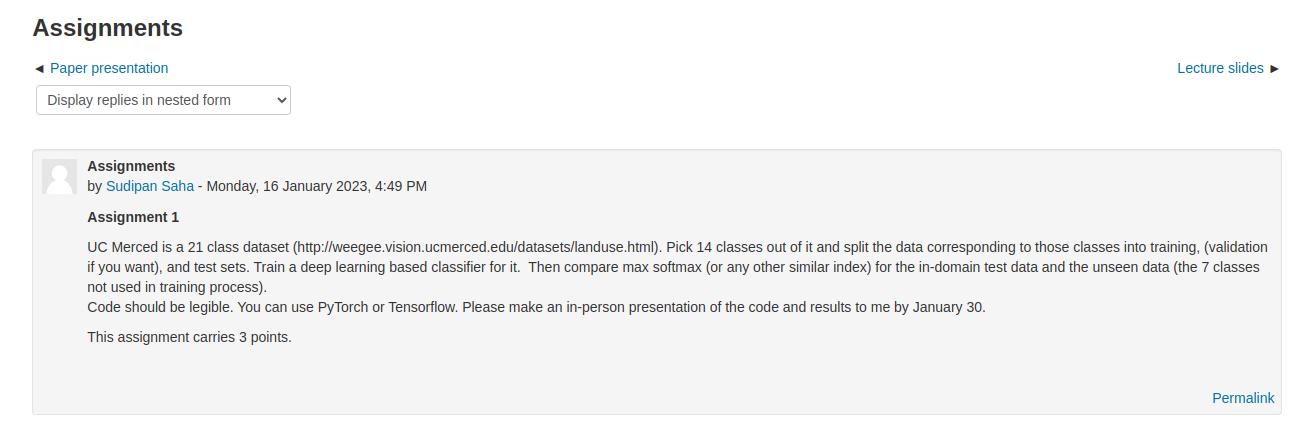 Assignments
◄ Paper presentation
Lecture slides ►
Display replies in nested form
Assignments
by Sudipan Saha - Monday, 16 January 2023, 4:49 PM
Assignment 1
UC Merced is a 21 class dataset (http://weegee.vision.ucmerced.edu/datasets/landuse.html). Pick 14 classes out of it and split the data corresponding to those classes into training, (validation
if you want), and test sets. Train a deep learning based classifier for it.  Then compare max softmax (or any other similar index) for the in-domain test data and the unseen data (the 7 classes
not used in training process).
Code should be legible. You can use PyTorch or Tensorflow. Please make an in-person presentation of the code and results to me by January 30.
This assignment carries 3 points.
Permalink